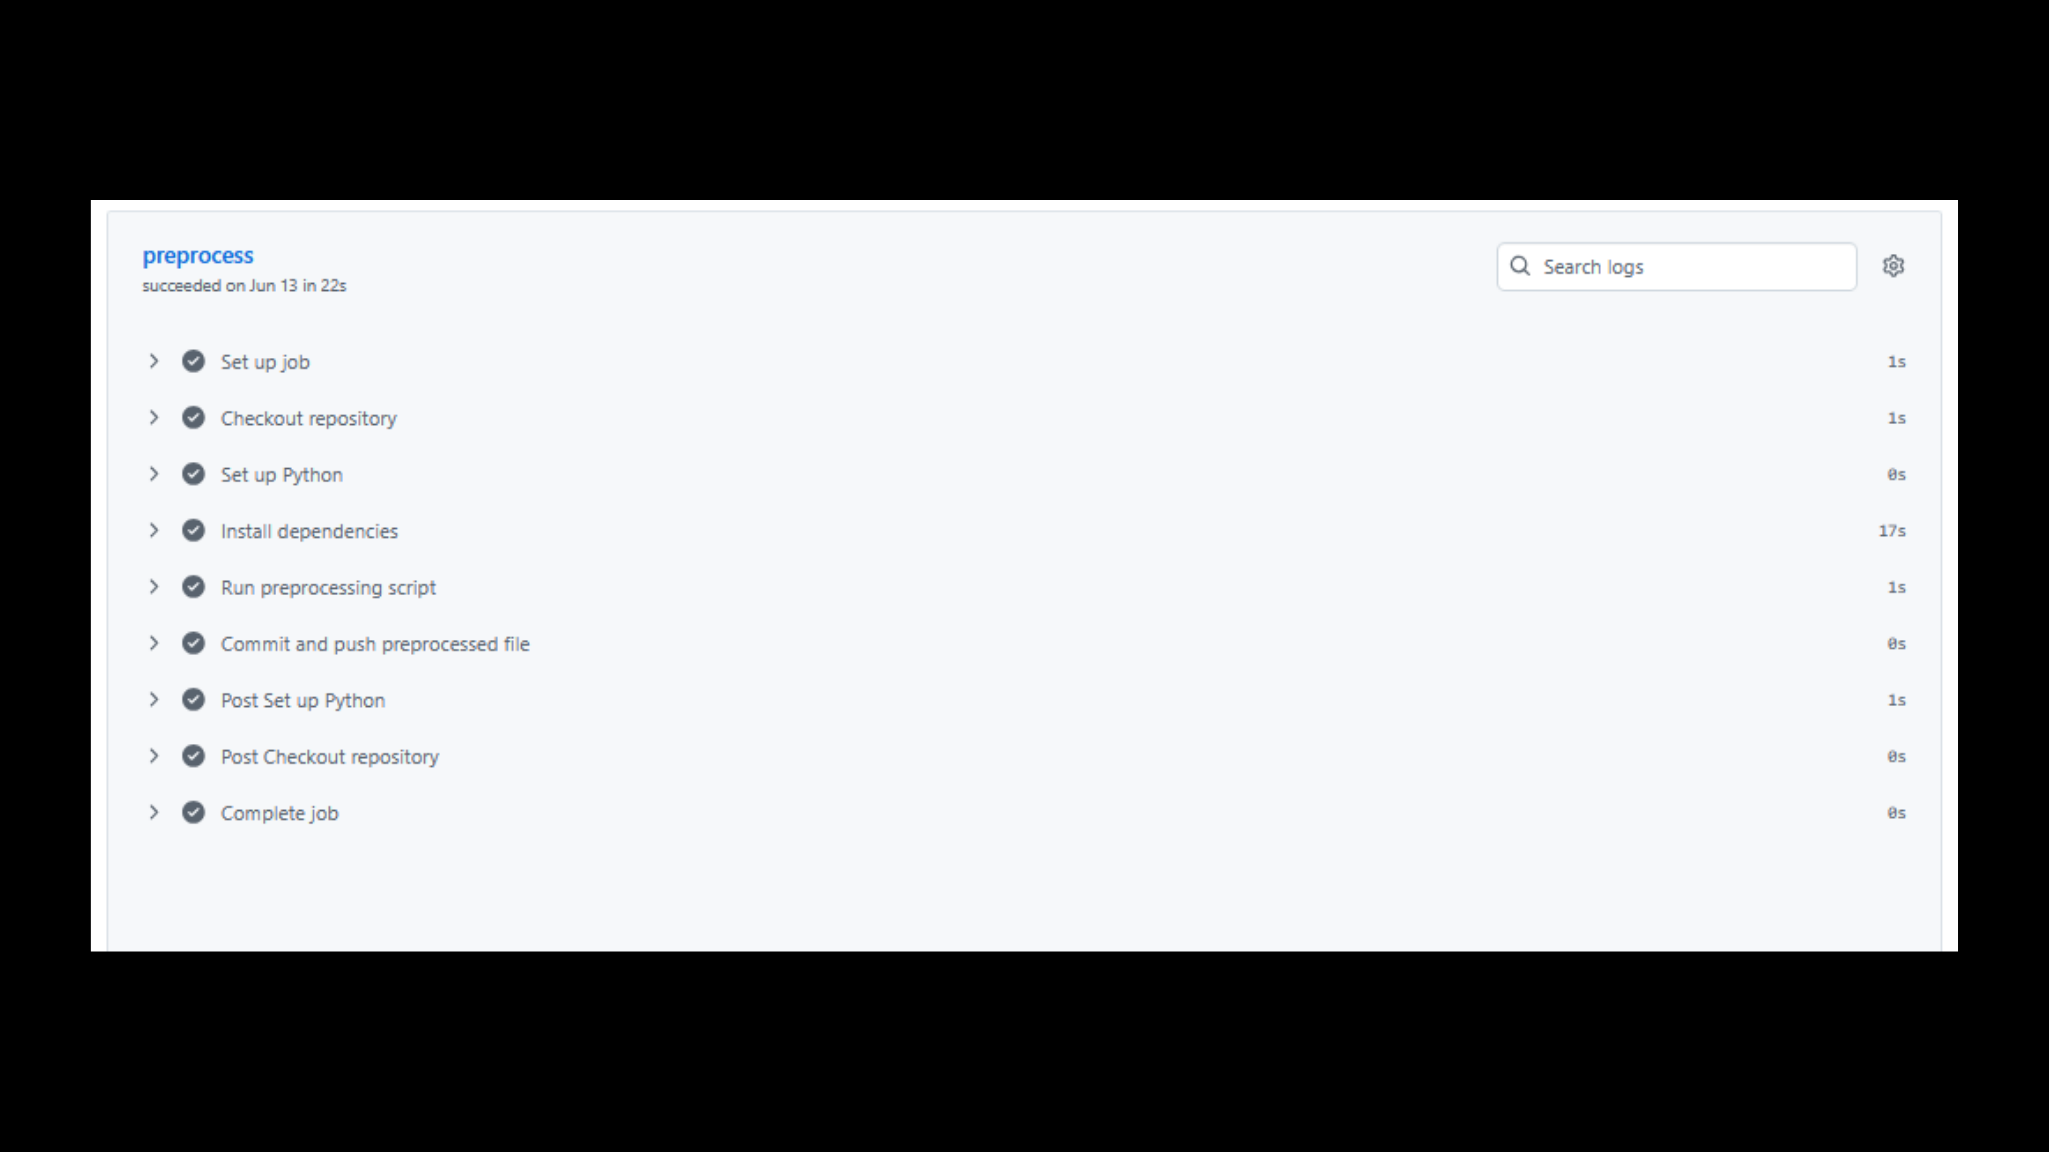 preprocess
succeeded on Jun 13 in 22s
Search logs
Set up job 1s
Checkout repository 1s
Set up Python 0s
Install dependencies 17s
Run preprocessing script 1s
Commit and push preprocessed file 0s
Post Set up Python 1s
Post Checkout repository 0s
Complete job 0s